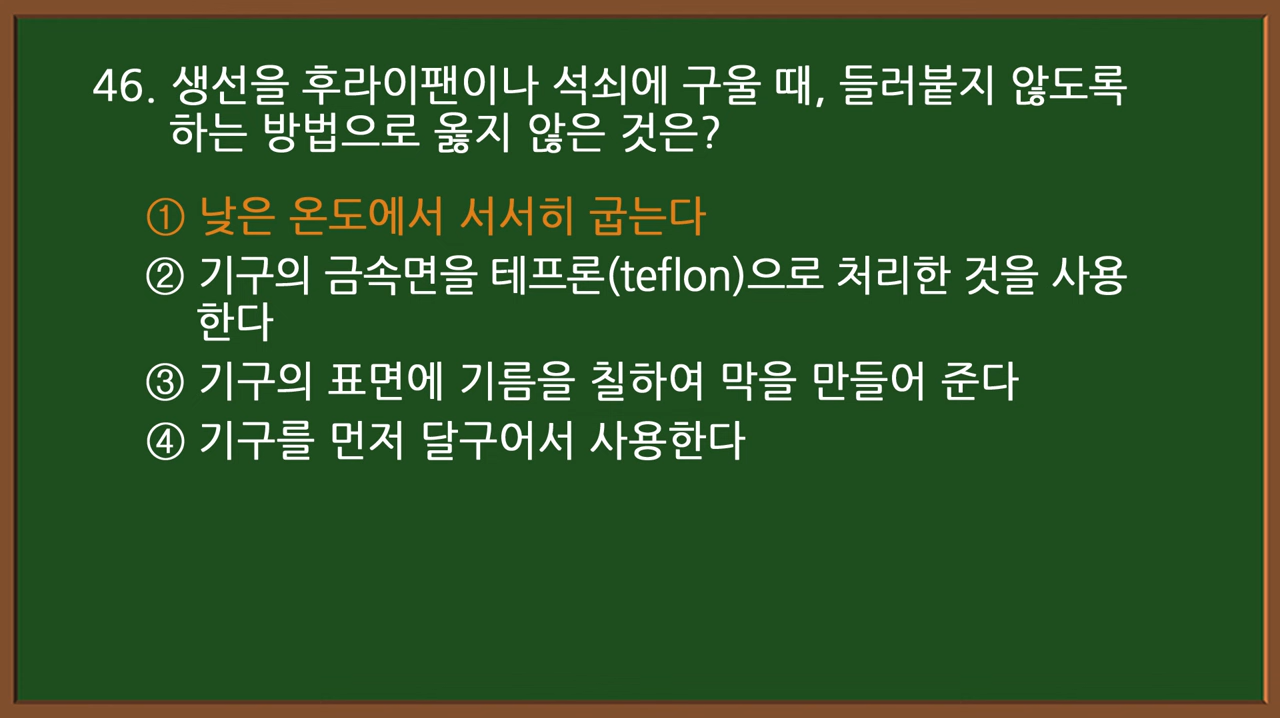 46. 생선을 후라이팬이나 석쇠에 구울 때, 들러붙지 않도록
하는 방법으로 옳지 않은 것은?
① 낮은 온도에서 서서히 굽는다
② 기구의 금속면을 테프론(teflon)으로 처리한 것을 사용
한다
③ 기구의 표면에 기름을 칠하여 막을 만들어 준다
④ 기구를 먼저 달구어서 사용한다